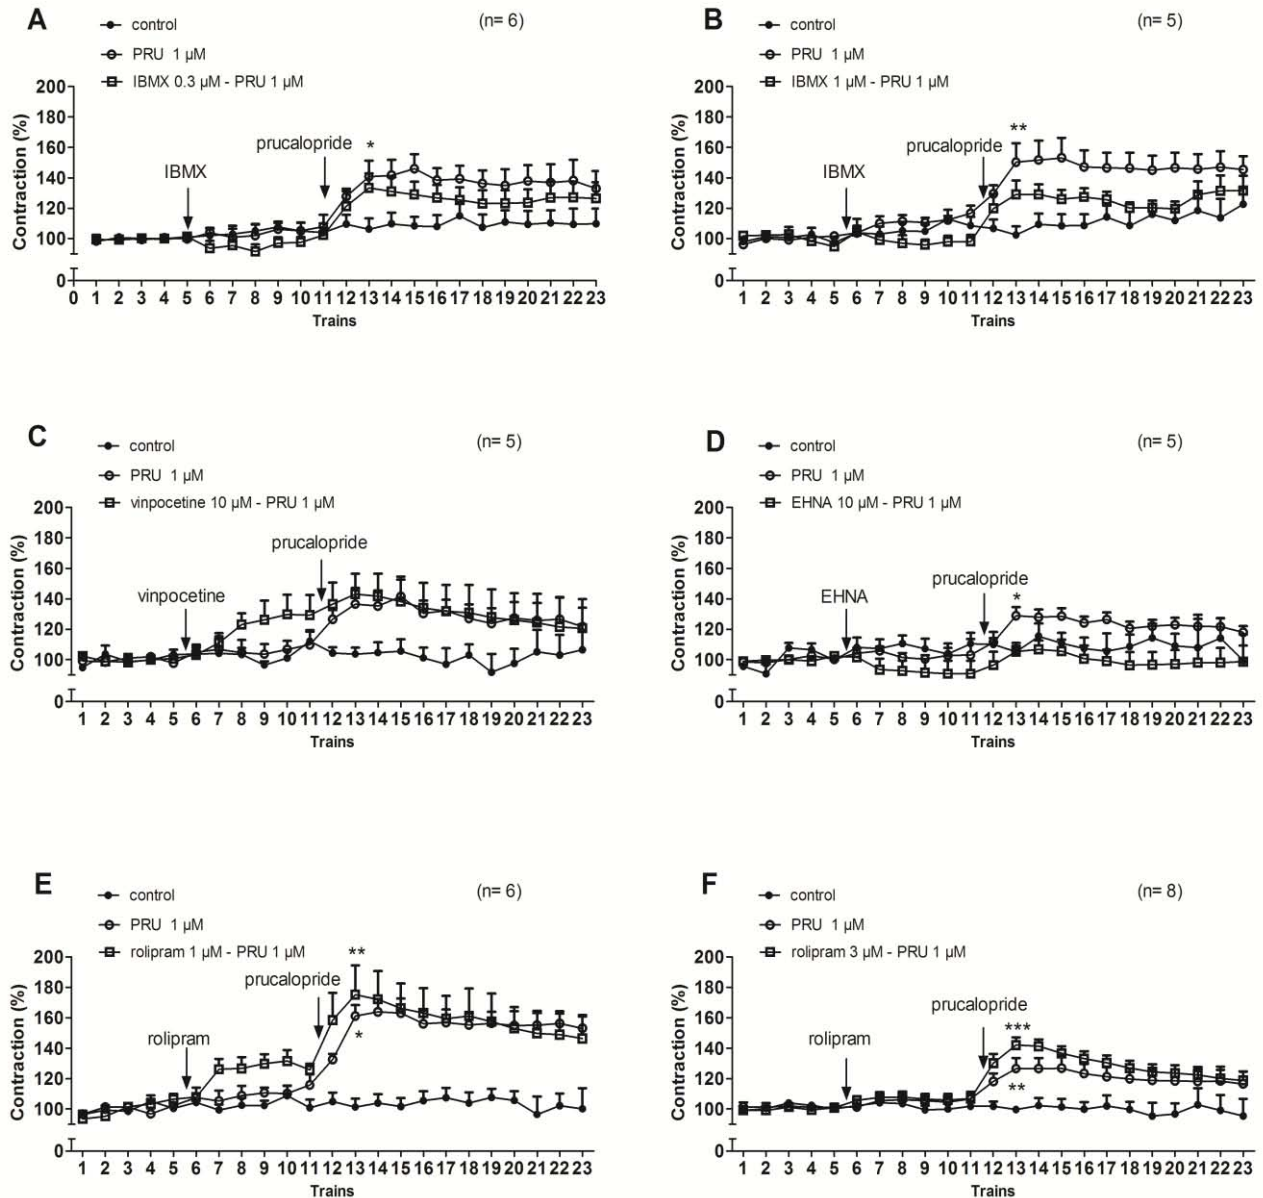 A
(n= 6)
control
PRU 1 µM
IBMX 0.3 µM - PRU 1 µM
200
180
160
140
120
100
0
Contraction (%)
IBMX
prucalopride
*
0 1 2 3 4 5 6 7 8 9 10 11 12 13 14 15 16 17 18 19 20 21 22 23
Trains
B
(n= 5)
control
PRU 1 µM
IBMX 1 µM - PRU 1 µM
200
180
160
140
120
100
0
Contraction (%)
IBMX
prucalopride
**
1 2 3 4 5 6 7 8 9 10 11 12 13 14 15 16 17 18 19 20 21 22 23
Trains
C
(n= 5)
control
PRU 1 µM
vinpocetine 10 µM - PRU 1 µM
200
180
160
140
120
100
0
Contraction (%)
vinpocetine
prucalopride
1 2 3 4 5 6 7 8 9 10 11 12 13 14 15 16 17 18 19 20 21 22 23
Trains
D
(n= 5)
control
PRU 1 µM
EHNA 10 µM - PRU 1 µM
200
180
160
140
120
100
0
Contraction (%)
EHNA
prucalopride
*
1 2 3 4 5 6 7 8 9 10 11 12 13 14 15 16 17 18 19 20 21 22 23
Trains
E
(n= 6)
control
PRU 1 µM
rolipram 1 µM - PRU 1 µM
200
180
160
140
120
100
0
Contraction (%)
rolipram
prucalopride
**
*
1 2 3 4 5 6 7 8 9 10 11 12 13 14 15 16 17 18 19 20 21 22 23
Trains
F
(n= 8)
control
PRU 1 µM
rolipram 3 µM - PRU 1 µM
200
180
160
140
120
100
0
Contraction (%)
rolipram
prucalopride
***
**
1 2 3 4 5 6 7 8 9 10 11 12 13 14 15 16 17 18 19 20 21 22 23
Trains